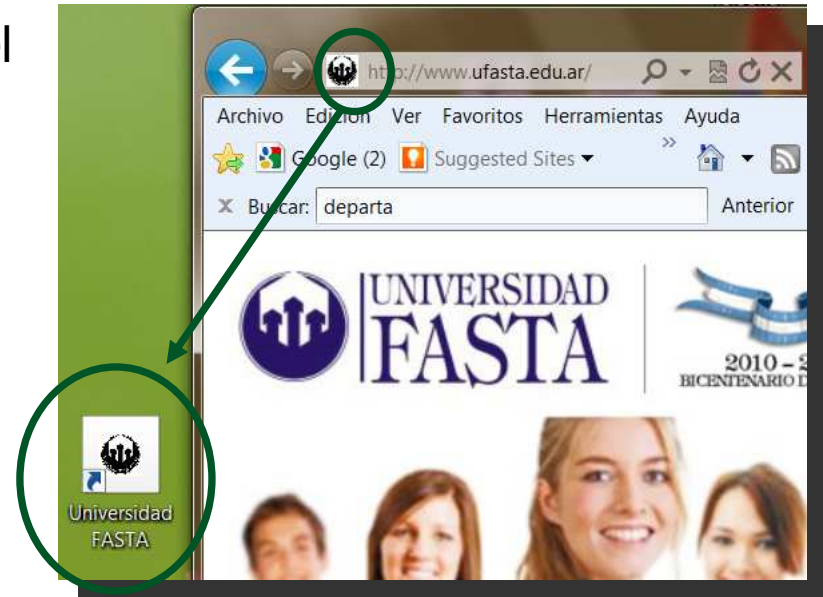 l
http://www.ufasta.edu.ar/
Archivo Edición Ver Favoritos Herramientas Ayuda
Google (2) Suggested Sites »
x Buscar: departa Anterior
UNIVERSIDAD
FASTA
2010 – 2
BICENTENARIO D
Universidad
FASTA